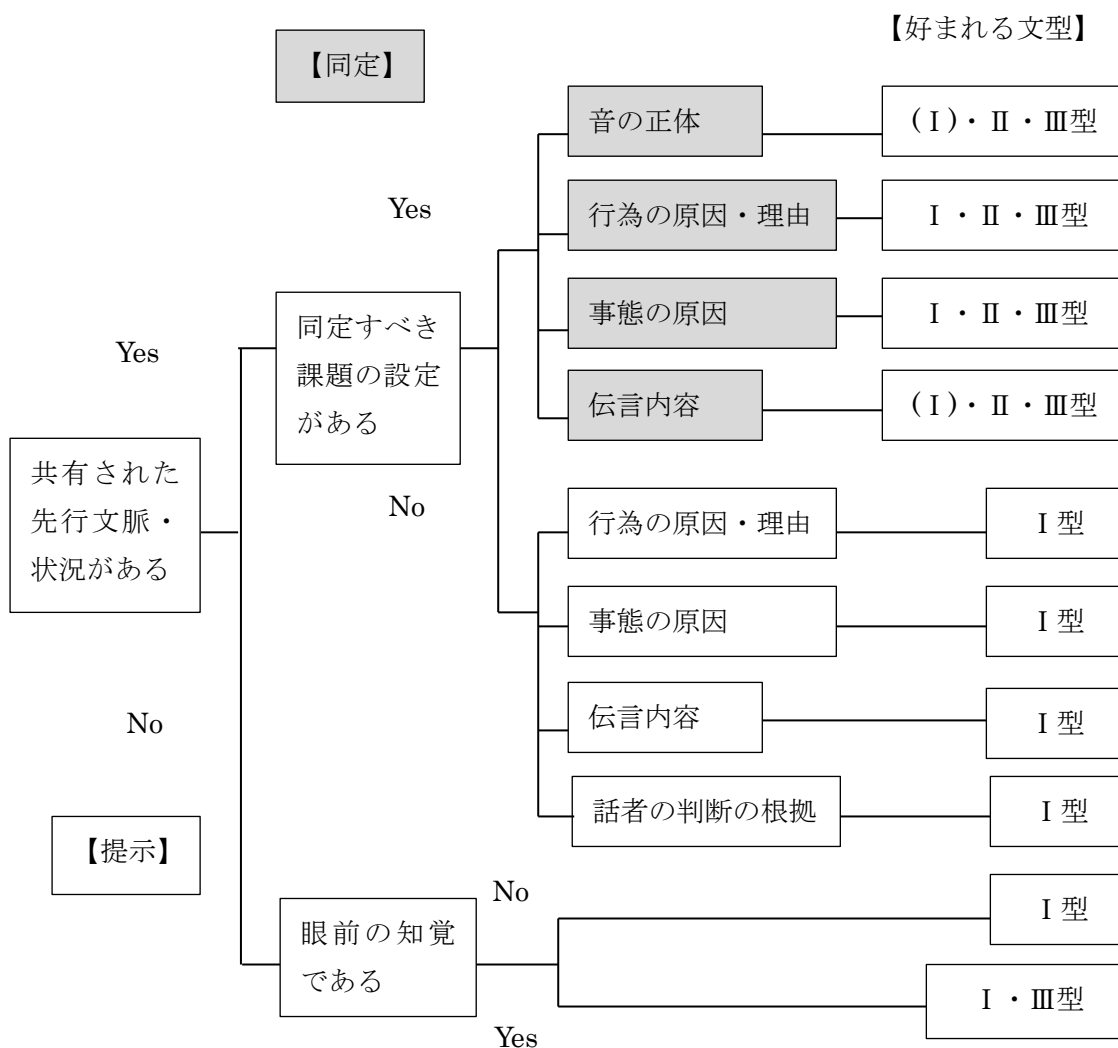 【好まれる文型】
【同定】
音の正体
(Ⅰ)・Ⅱ・Ⅲ型
Yes
行為の原因・理由
Ⅰ・Ⅱ・Ⅲ型
事態の原因
Ⅰ・Ⅱ・Ⅲ型
同定すべき
課題の設定
がある
Yes
伝言内容
(Ⅰ)・Ⅱ・Ⅲ型
共有された
先行文脈・
状況がある
No
行為の原因・理由
Ⅰ型
事態の原因
Ⅰ型
No
伝言内容
Ⅰ型
話者の判断の根拠
Ⅰ型
【提示】
No
Ⅰ型
眼前の知覚
である
Ⅰ・Ⅲ型
Yes